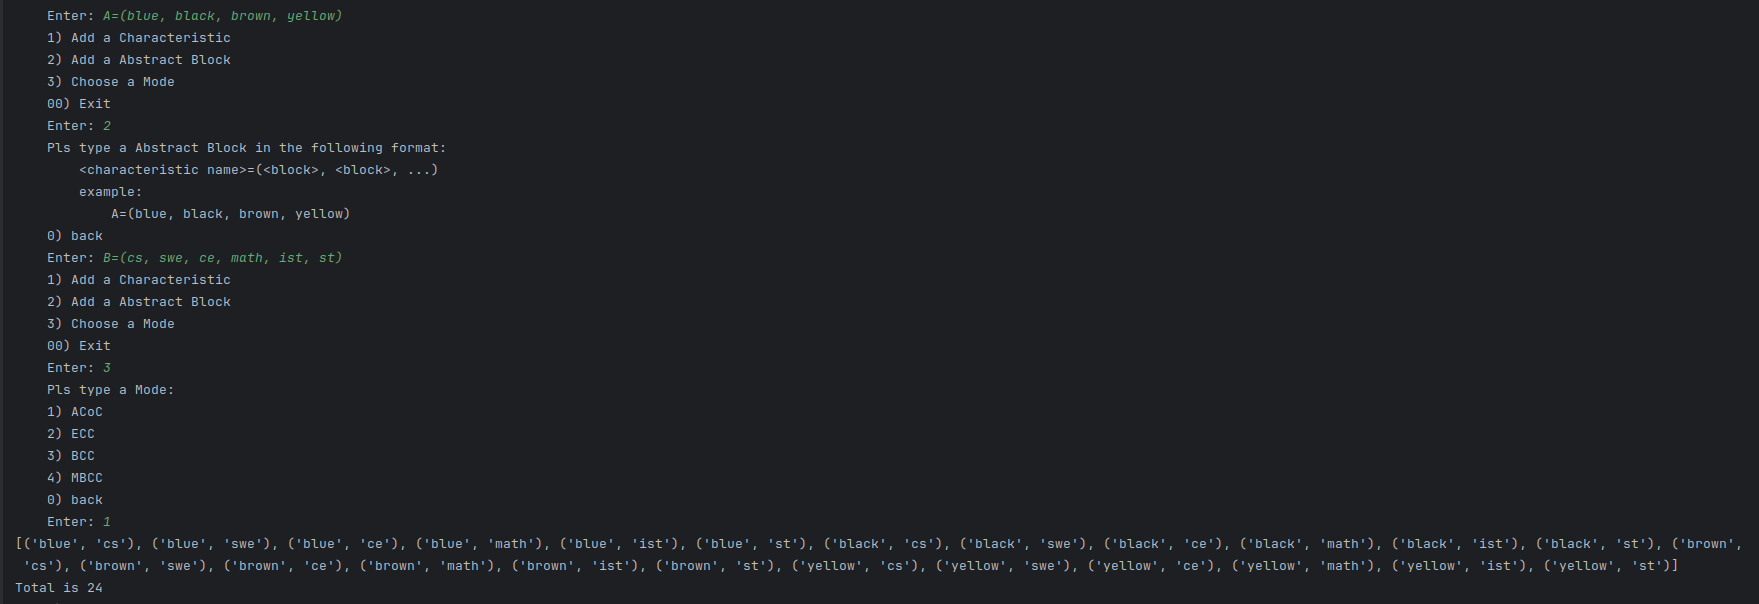 Enter: A=(blue, black, brown, yellow)
1) Add a Characteristic
2) Add a Abstract Block
3) Choose a Mode
00) Exit
Enter: 2
Pls type a Abstract Block in the following format:
<characteristic name>=(<block>, <block>, ...)
example:
A=(blue, black, brown, yellow)
0) back
Enter: B=(cs, swe, ce, math, ist, st)
1) Add a Characteristic
2) Add a Abstract Block
3) Choose a Mode
00) Exit
Enter: 3
Pls type a Mode:
1) ACoC
2) ECC
3) BCC
4) MBCC
0) back
Enter: 1
[('blue', 'cs'), ('blue', 'swe'), ('blue', 'ce'), ('blue', 'math'), ('blue', 'ist'), ('blue', 'st'), ('black', 'cs'), ('black', 'swe'), ('black', 'ce'), ('black', 'math'), ('black', 'ist'), ('black', 'st'), ('brown',
'cs'), ('brown', 'swe'), ('brown', 'ce'), ('brown', 'math'), ('brown', 'ist'), ('brown', 'st'), ('yellow', 'cs'), ('yellow', 'swe'), ('yellow', 'ce'), ('yellow', 'math'), ('yellow', 'ist'), ('yellow', 'st')]
Total is 24